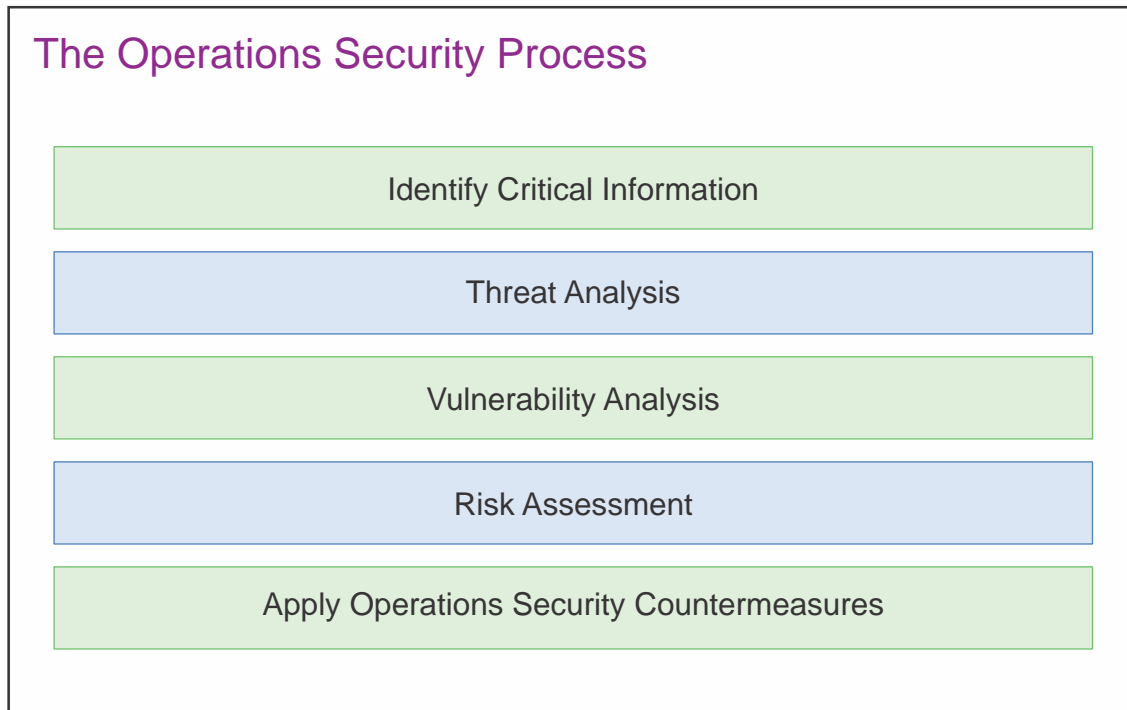 The Operations Security Process
Identify Critical Information
Threat Analysis
Vulnerability Analysis
Risk Assessment
Apply Operations Security Countermeasures